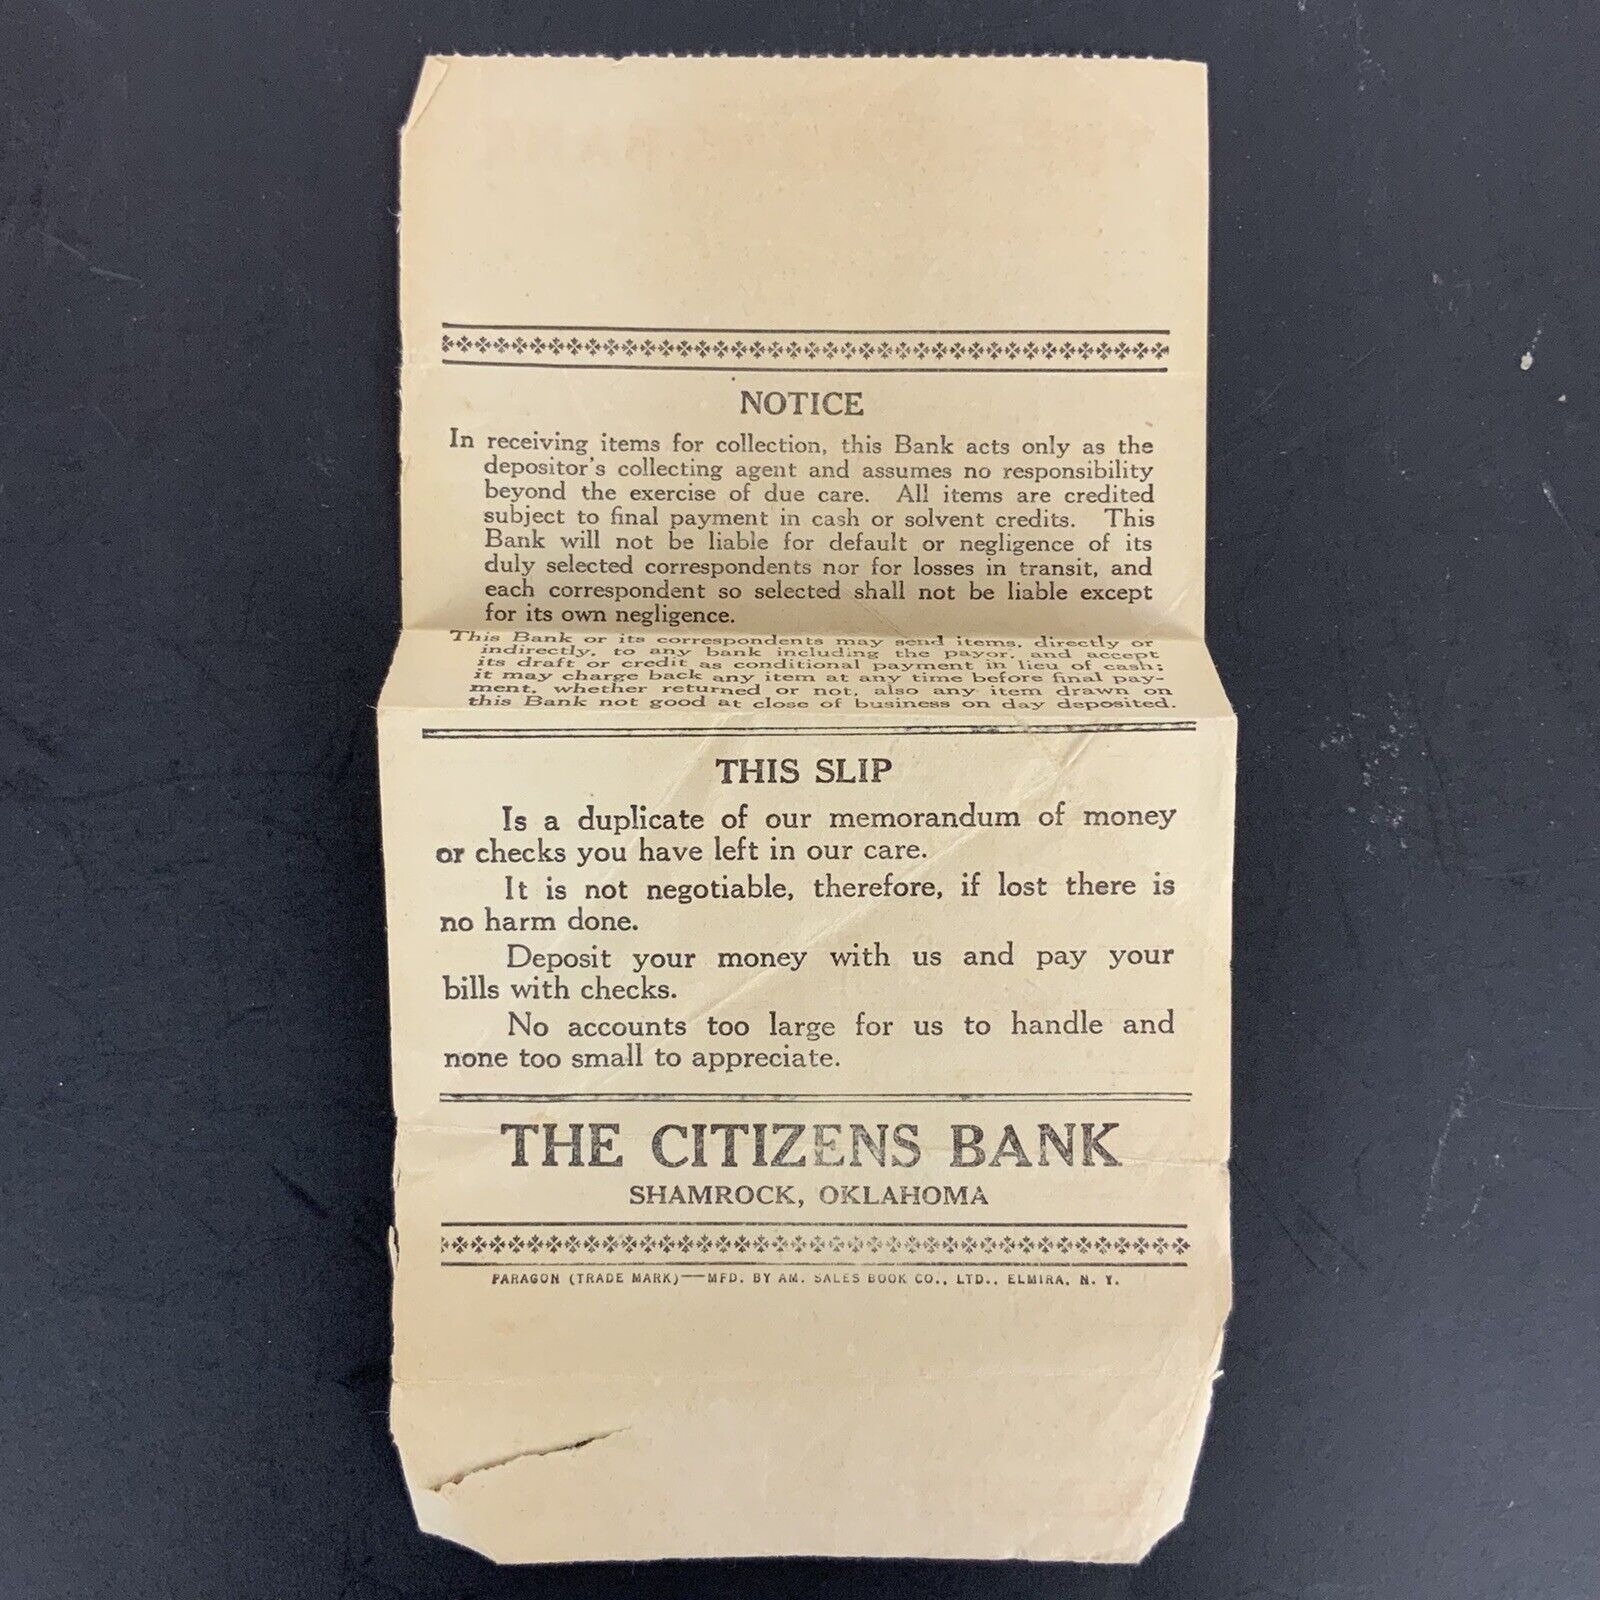 NOTICE
In receiving items for collection, this Bank acts only as the
depositor's collecting agent and assumes no responsibility
beyond the exercise of due care. All items are credited
subject to final payment in cash or solvent credits. This
Bank will not be liable for default or negligence of its
duly selected correspondents nor for losses in transit, and
each correspondent so selected shall not be liable except
for its own negligence.
This Bank or its correspondents may send items, directly or
indirectly, to any bank including the payor, and accept
its draft or credit as conditional payment in lieu of cash;
it may charge back any item at any time before final pay-
ment, whether returned or not, also any item drawn on
this Bank not good at close of business on day deposited.
THIS SLIP
Is a duplicate of our memorandum of money
or checks you have left in our care.
It is not negotiable, therefore, if lost there is
no harm done.
Deposit your money with us and pay your
bills with checks.
No accounts too large for us to handle and
none too small to appreciate.
THE CITIZENS BANK
SHAMROCK, OKLAHOMA
PARAGON (TRADE MARK)—MFD. BY AM. SALES BOOK CO., LTD., ELMIRA, N. Y.